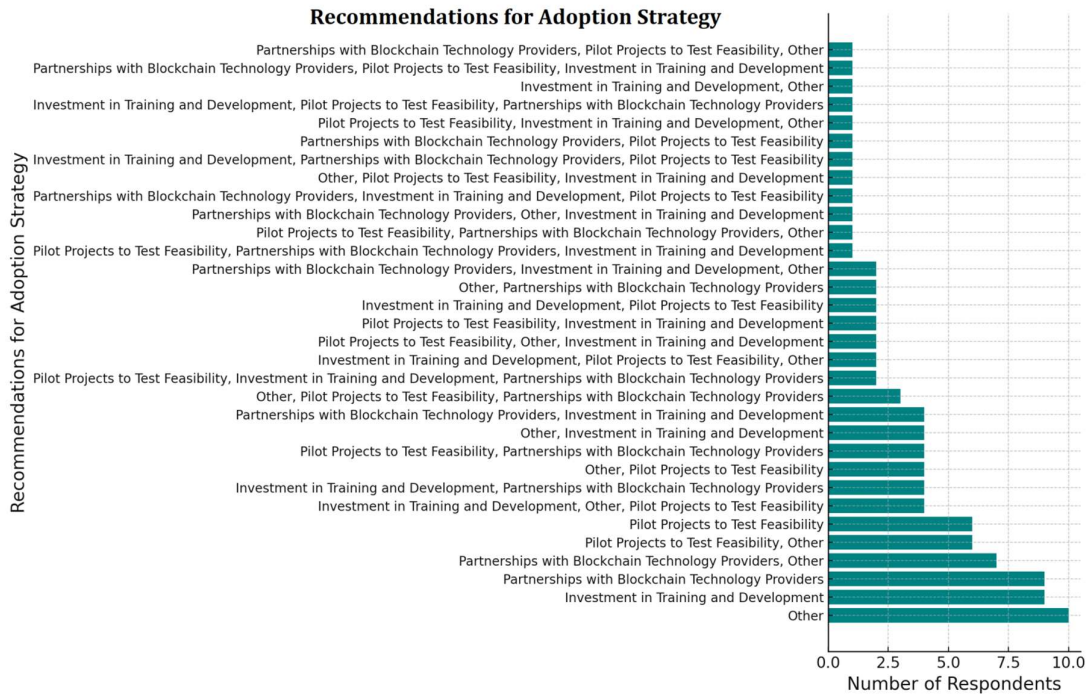 Recommendations for Adoption Strategy
Partnerships with Blockchain Technology Providers, Pilot Projects to Test Feasibility, Other
Partnerships with Blockchain Technology Providers, Pilot Projects to Test Feasibility, Investment in Training and Development
Investment in Training and Development, Other
Investment in Training and Development, Pilot Projects to Test Feasibility, Partnerships with Blockchain Technology Providers
Pilot Projects to Test Feasibility, Investment in Training and Development, Other
Partnerships with Blockchain Technology Providers, Pilot Projects to Test Feasibility
Investment in Training and Development, Partnerships with Blockchain Technology Providers, Pilot Projects to Test Feasibility
Other, Pilot Projects to Test Feasibility, Investment in Training and Development
Partnerships with Blockchain Technology Providers, Investment in Training and Development, Pilot Projects to Test Feasibility
Partnerships with Blockchain Technology Providers, Other, Investment in Training and Development
Pilot Projects to Test Feasibility, Partnerships with Blockchain Technology Providers, Other
Pilot Projects to Test Feasibility, Partnerships with Blockchain Technology Providers, Investment in Training and Development
Partnerships with Blockchain Technology Providers, Investment in Training and Development, Other
Other, Partnerships with Blockchain Technology Providers
Investment in Training and Development, Pilot Projects to Test Feasibility
Pilot Projects to Test Feasibility, Investment in Training and Development
Pilot Projects to Test Feasibility, Other, Investment in Training and Development
Investment in Training and Development, Pilot Projects to Test Feasibility, Other
Pilot Projects to Test Feasibility, Investment in Training and Development, Partnerships with Blockchain Technology Providers
Other, Pilot Projects to Test Feasibility, Partnerships with Blockchain Technology Providers
Partnerships with Blockchain Technology Providers, Investment in Training and Development
Other, Investment in Training and Development
Pilot Projects to Test Feasibility, Partnerships with Blockchain Technology Providers
Other, Pilot Projects to Test Feasibility
Investment in Training and Development, Partnerships with Blockchain Technology Providers
Investment in Training and Development, Other, Pilot Projects to Test Feasibility
Pilot Projects to Test Feasibility
Pilot Projects to Test Feasibility, Other
Partnerships with Blockchain Technology Providers, Other
Partnerships with Blockchain Technology Providers
Investment in Training and Development
Other
Recommendations for Adoption Strategy
0.0 2.5 5.0 7.5 10.0
Number of Respondents